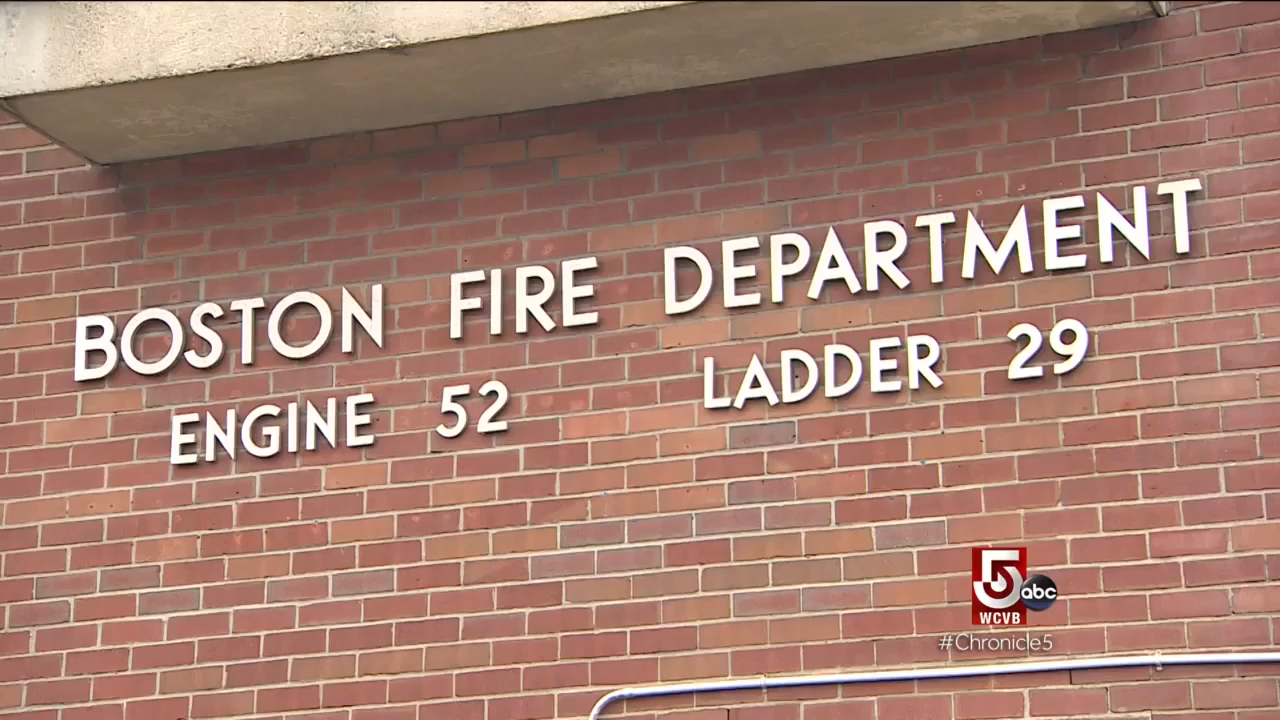 BOSTON FIRE DEPARTMENT
ENGINE 52 LADDER 29
5
abc
WCVB
#Chronicle5